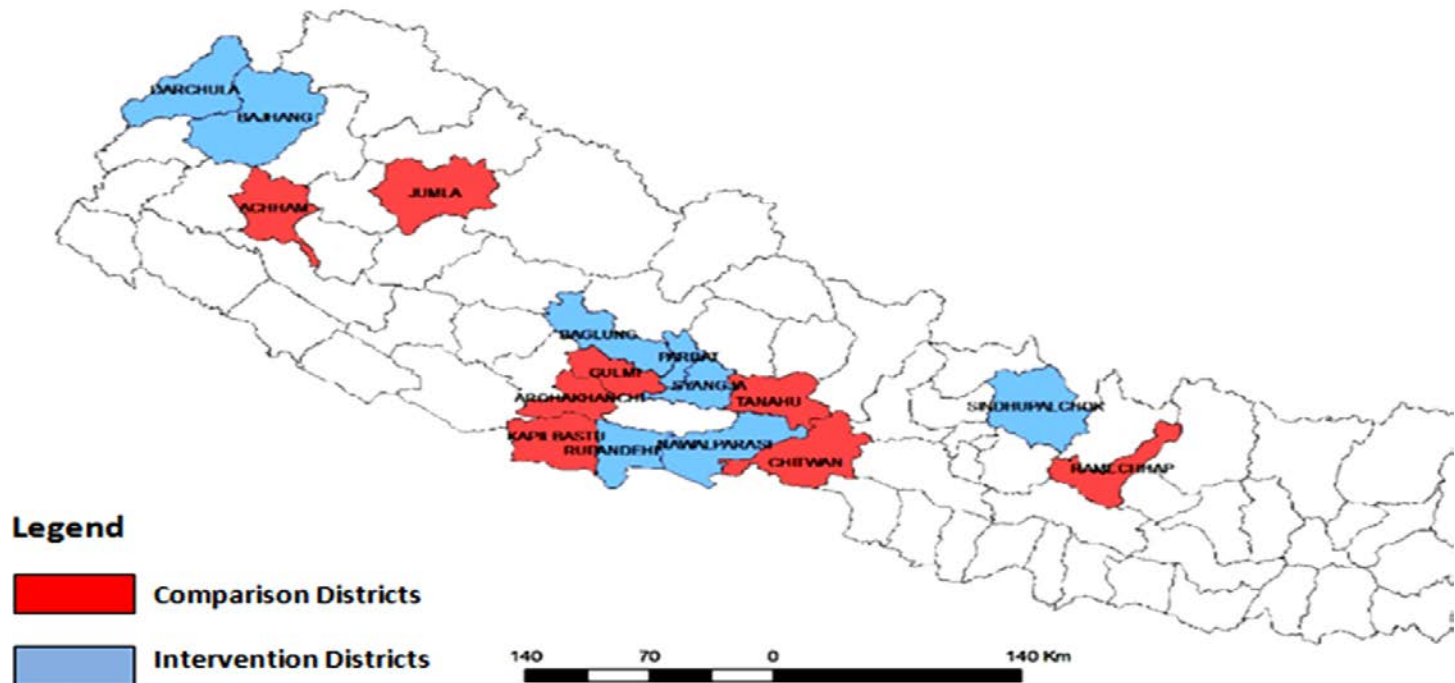 DARCHULA
BAJHANG
JUMLA
ACHHAM
BAGLUNG
PARBAT
GULMI
SYANGJA
ARGHAKHANCHI
TANAHU
SINDHUPALCHOK
KAPILBASTU
RUPANDEHI
NAWALPARASI
CHITWAN
RAMECHHAP
Legend
Comparison Districts
Intervention Districts
140 70 0 140 Km